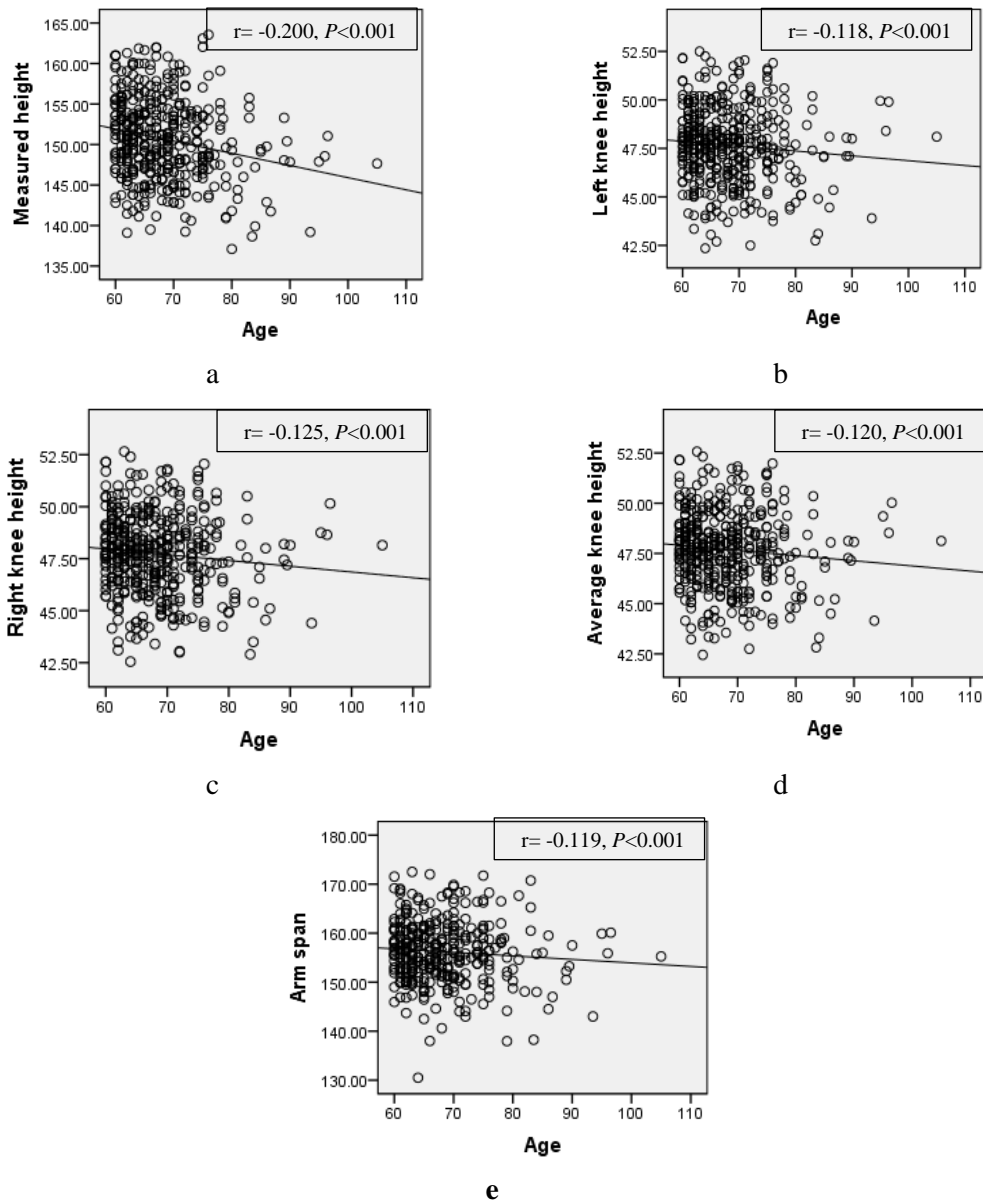 r= -0.200, P<0.001
165.00
160.00
155.00
150.00
145.00
140.00
135.00
Measured height
60 70 80 90 100 110
Age
a
r= -0.118, P<0.001
52.50
50.00
47.50
45.00
42.50
Left knee height
60 70 80 90 100 110
Age
b
r= -0.125, P<0.001
52.50
50.00
47.50
45.00
42.50
Right knee height
60 70 80 90 100 110
Age
c
r= -0.120, P<0.001
52.50
50.00
47.50
45.00
42.50
Average knee height
60 70 80 90 100 110
Age
d
r= -0.119, P<0.001
180.00
170.00
160.00
150.00
140.00
130.00
Arm span
60 70 80 90 100 110
Age
e